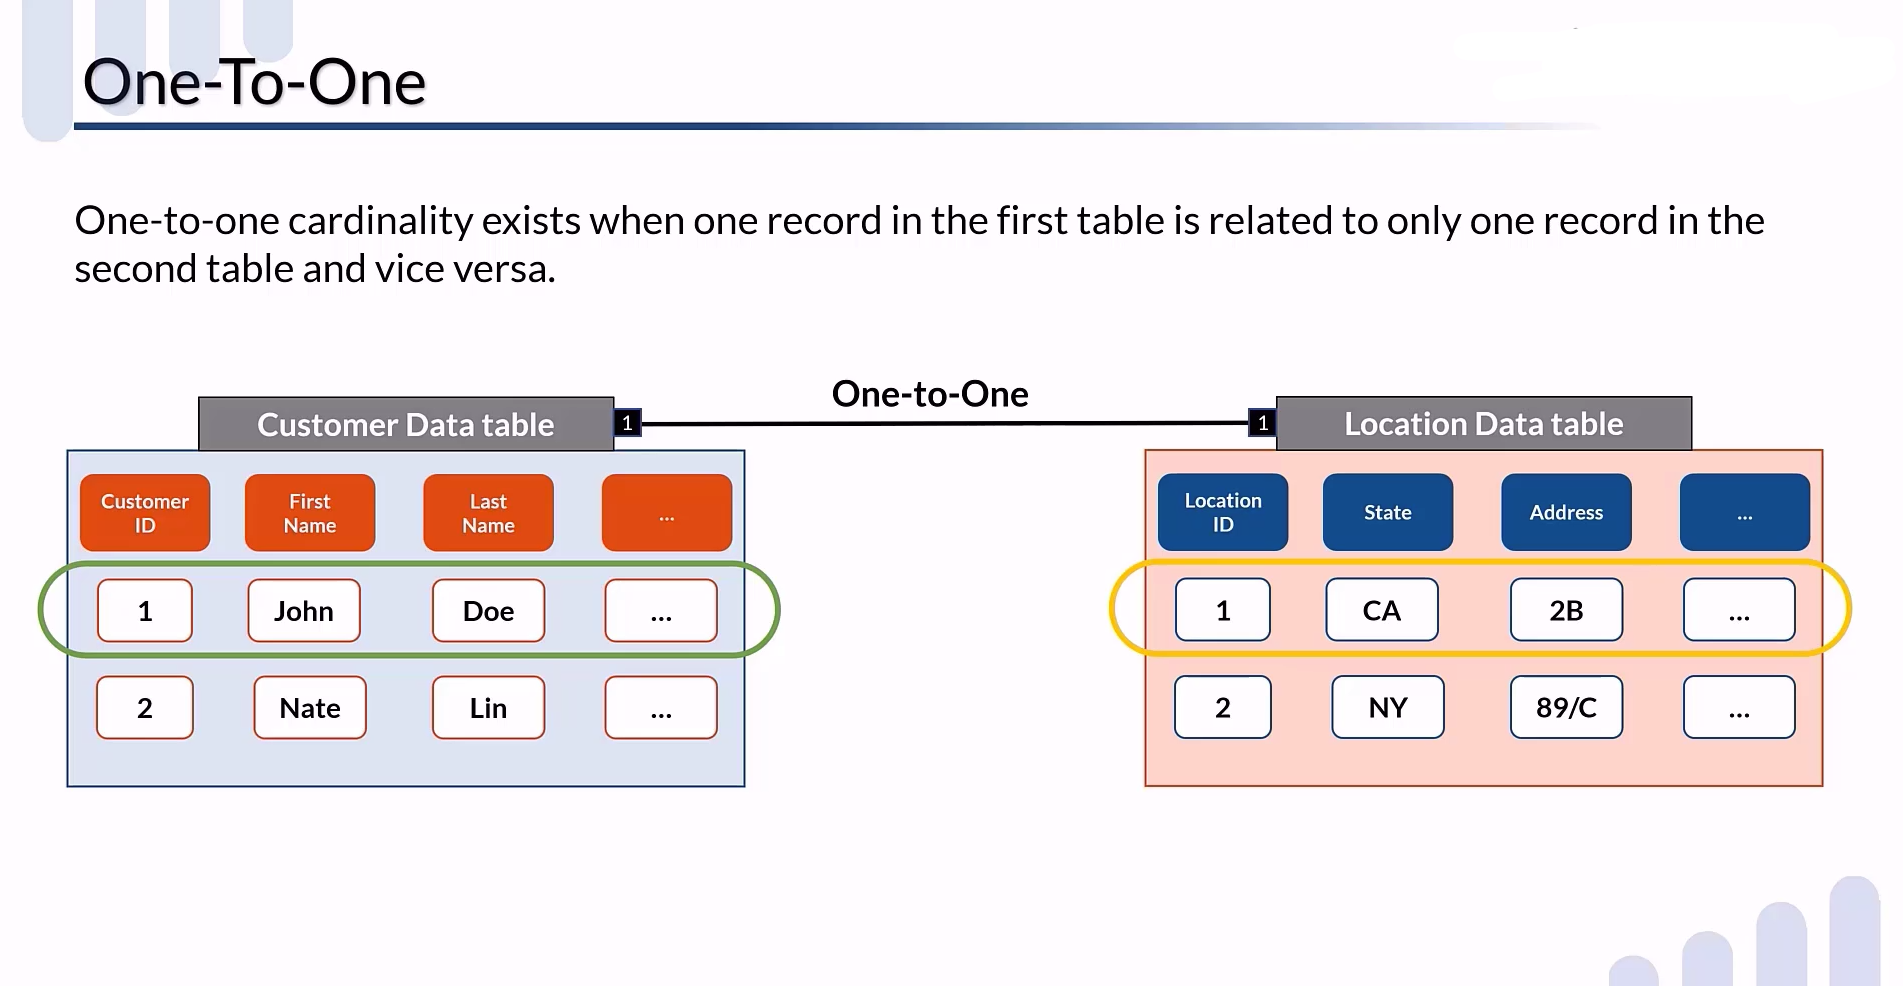 One-To-One
One-to-one cardinality exists when one record in the first table is related to only one record in the
second table and vice versa.
One-to-One
Customer Data table
1
1
Location Data table
Customer
ID
First
Name
Last
Name
...
1
John
Doe
...
2
Nate
Lin
...
Location
ID
State
Address
...
1
CA
2B
...
2
NY
89/C
...